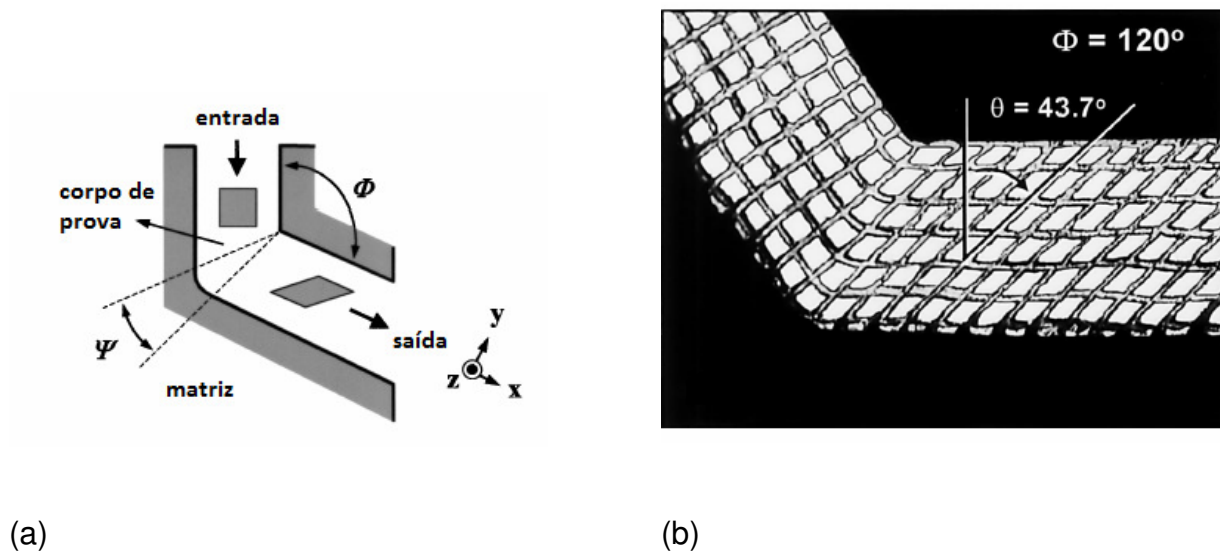 entrada
corpo de
prova
Φ
saída
Ψ
matriz
y
z
x
(a)
Φ = 120°
θ = 43.7°
(b)